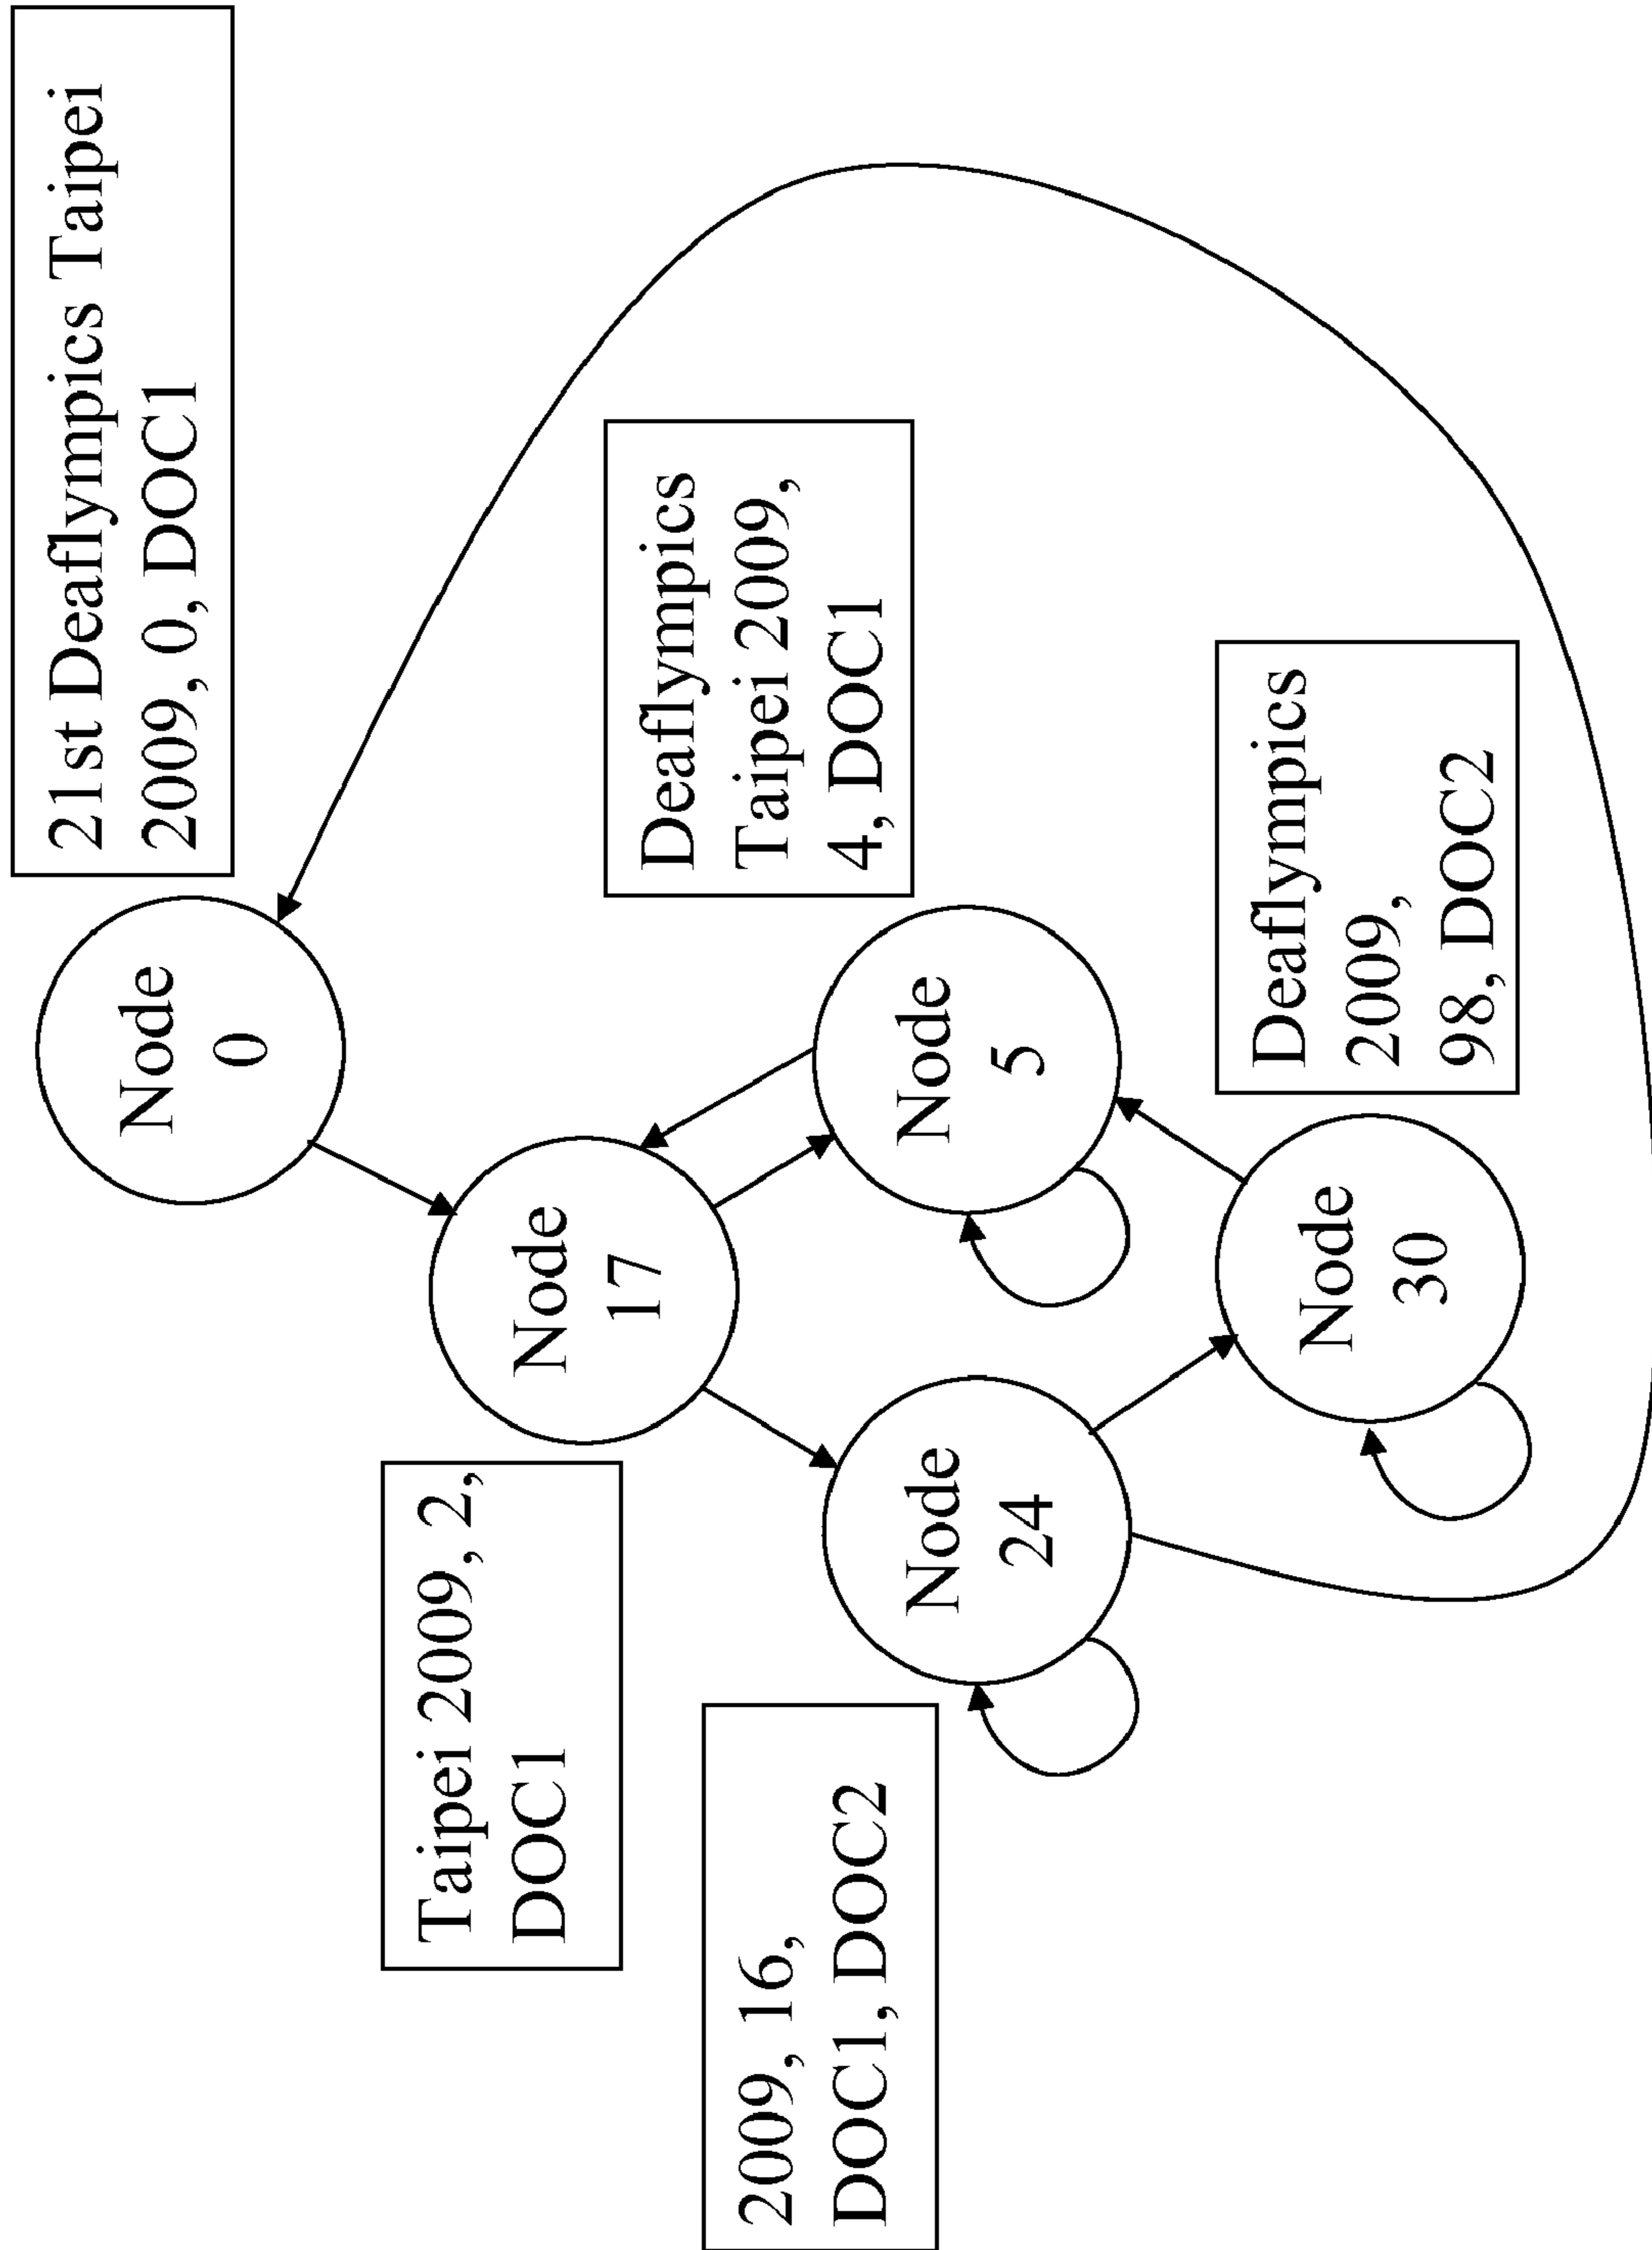 Node
0
21st Deaflympics Taipei
2009, 0, DOC1
Taipei 2009, 2,
DOC1
Node
17
2009, 16,
DOC1, DOC2
Node
24
Node
5
Deaflympics
Taipei 2009,
4, DOC1
Node
30
Deaflympics
2009,
98, DOC2